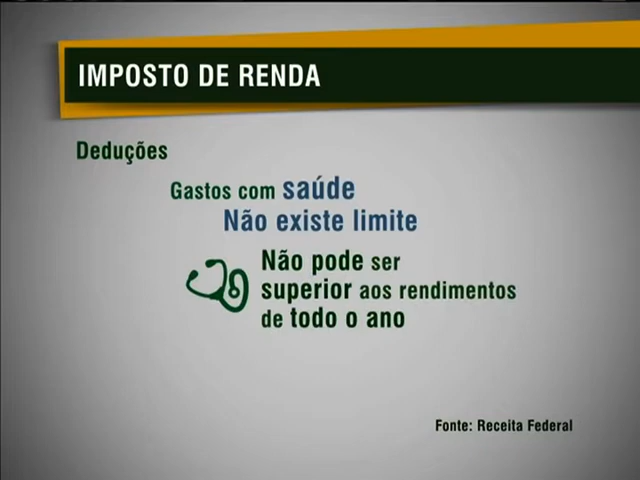 IMPOSTO DE RENDA
Deduções
Gastos com saúde
Não existe limite
Não pode ser
superior aos rendimentos
de todo o ano
Fonte: Receita Federal